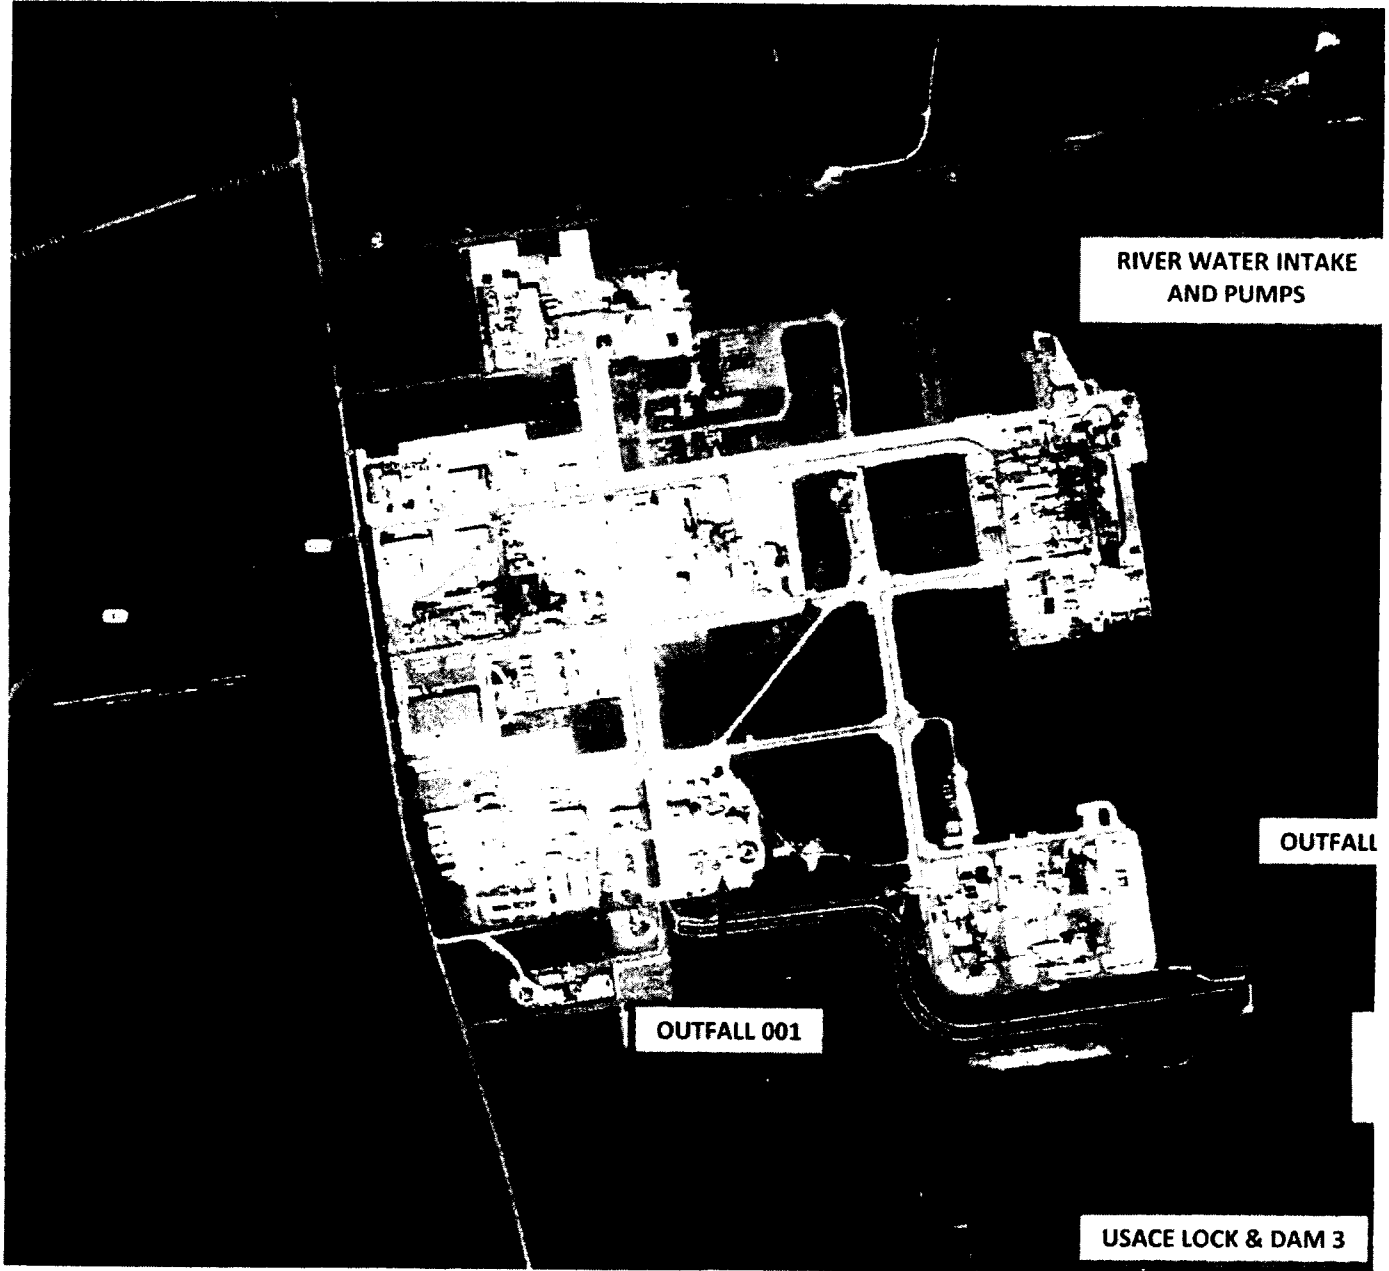 RIVER WATER INTAKE
AND PUMPS
OUTFALL
OUTFALL 001
USACE LOCK & DAM 3